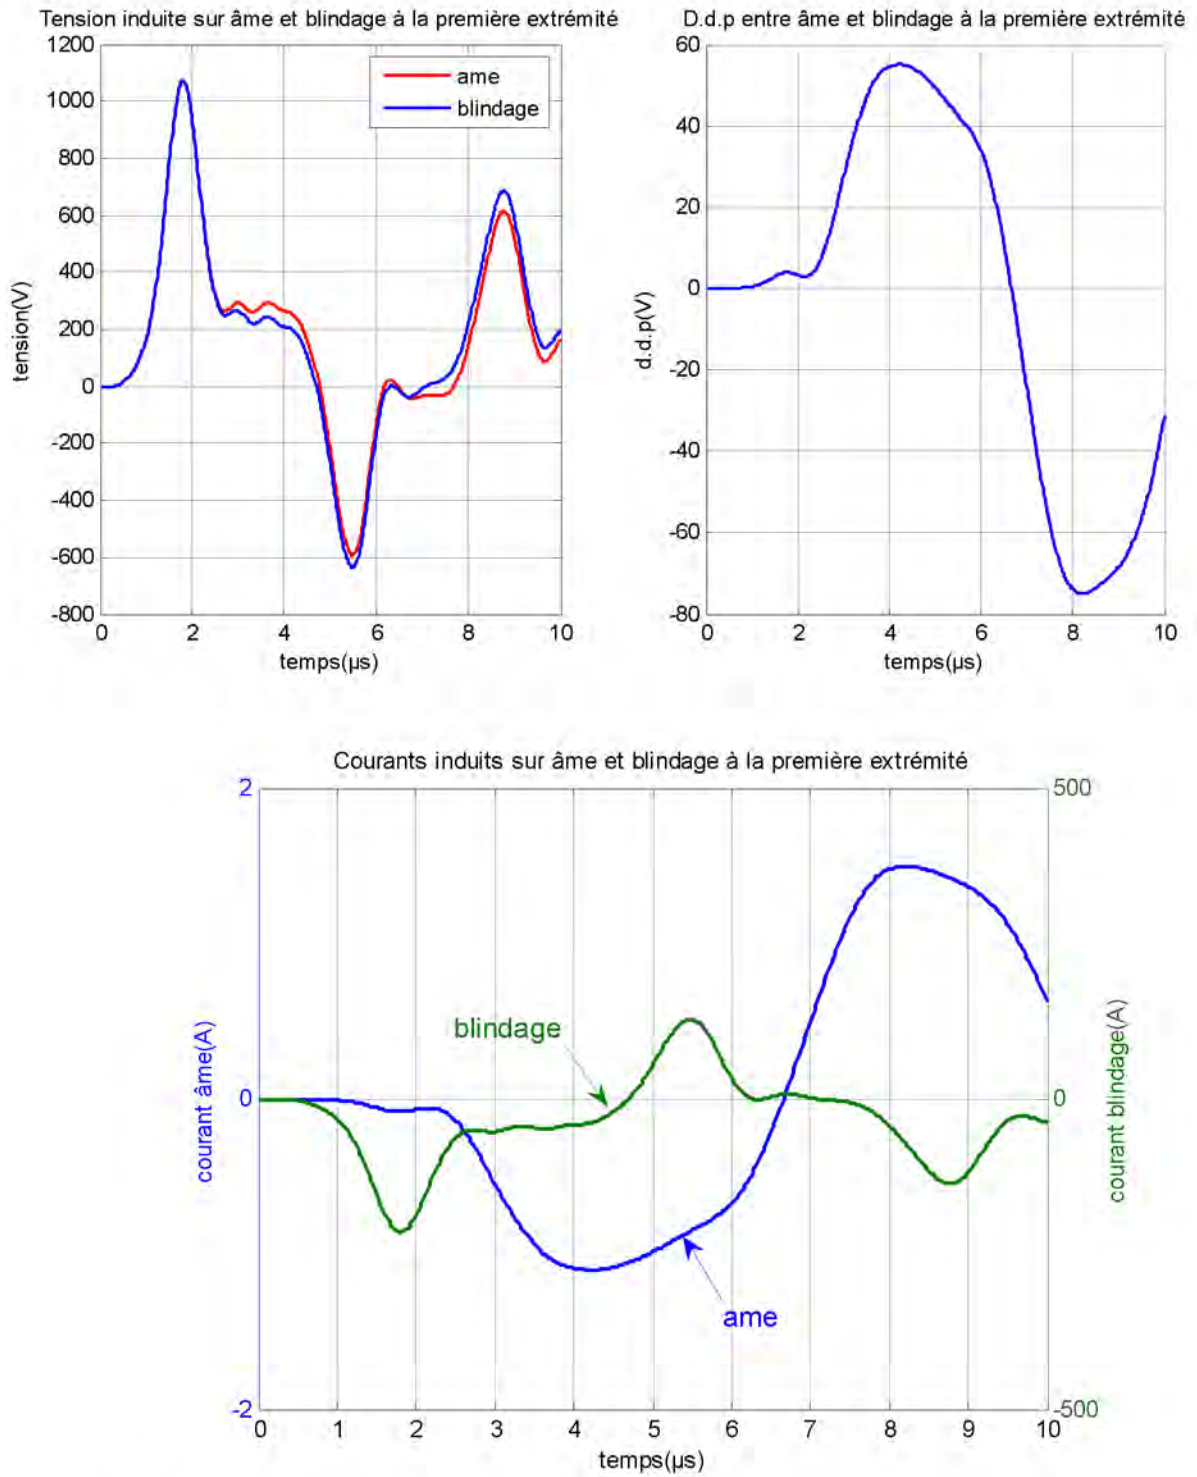 Tension induite sur âme et blindage à la première extrémité
1200
1000
800
600
400
200
0
-200
-400
-600
-800
0 2 4 6 8 10
tension(V)
temps(µs)
ame
blindage
D.d.p entre âme et blindage à la première extrémité
60
40
20
0
-20
-40
-60
-80
0 2 4 6 8 10
d.d.p(V)
temps(µs)
Courants induits sur âme et blindage à la première extrémité
2
0
-2
courant âme(A)
500
0
-500
courant blindage(A)
blindage
ame
0 1 2 3 4 5 6 7 8 9 10
temps(µs)